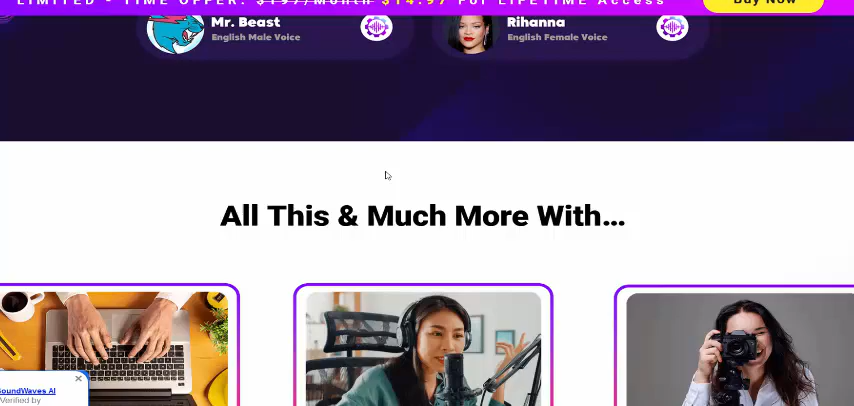 LIMITED - TIME OFFER: $197/Month $14.97 For LIFETIME Access
Buy Now
Mr. Beast
English Male Voice
Rihanna
English Female Voice
All This & Much More With...
SoundWaves AI
Verified by